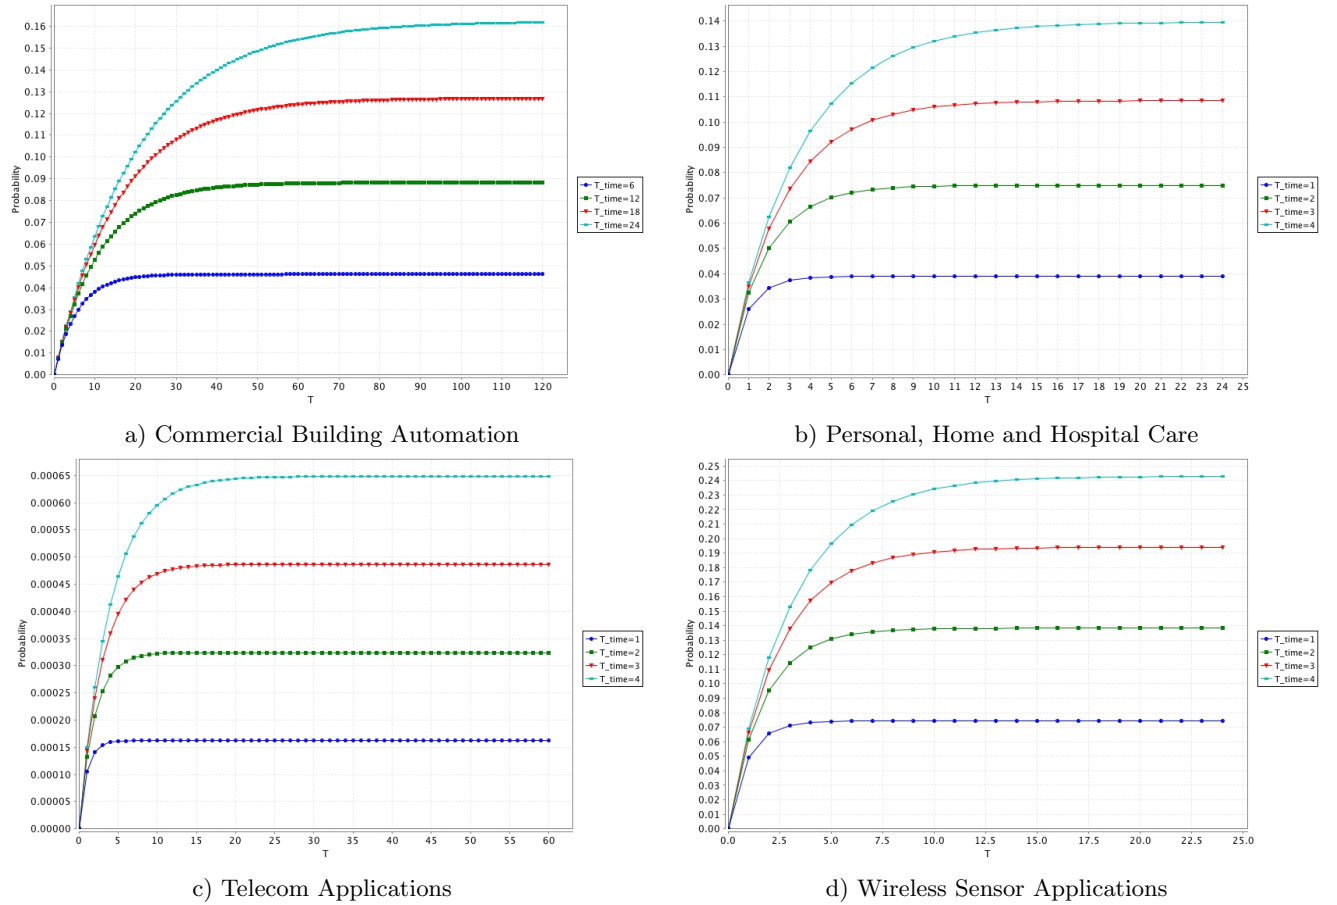 0.16
0.15
0.14
0.13
0.12
0.11
0.10
0.09
0.08
0.07
0.06
0.05
0.04
0.03
0.02
0.01
0.00
Probability
0 10 20 30 40 50 60 70 80 90 100 110 120
T
T_time=6
T_time=12
T_time=18
T_time=24
a) Commercial Building Automation
0.14
0.13
0.12
0.11
0.10
0.09
0.08
0.07
0.06
0.05
0.04
0.03
0.02
0.01
0.00
Probability
0 1 2 3 4 5 6 7 8 9 10 11 12 13 14 15 16 17 18 19 20 21 22 23 24 25
T
T_time=1
T_time=2
T_time=3
T_time=4
b) Personal, Home and Hospital Care
0.00065
0.00060
0.00055
0.00050
0.00045
0.00040
0.00035
0.00030
0.00025
0.00020
0.00015
0.00010
0.00005
0.00000
Probability
0 5 10 15 20 25 30 35 40 45 50 55 60
T
T_time=1
T_time=2
T_time=3
T_time=4
c) Telecom Applications
0.25
0.24
0.23
0.22
0.21
0.20
0.19
0.18
0.17
0.16
0.15
0.14
0.13
0.12
0.11
0.10
0.09
0.08
0.07
0.06
0.05
0.04
0.03
0.02
0.01
0.00
Probability
0.0 2.5 5.0 7.5 10.0 12.5 15.0 17.5 20.0 22.5 25.0
T
T_time=1
T_time=2
T_time=3
T_time=4
d) Wireless Sensor Applications